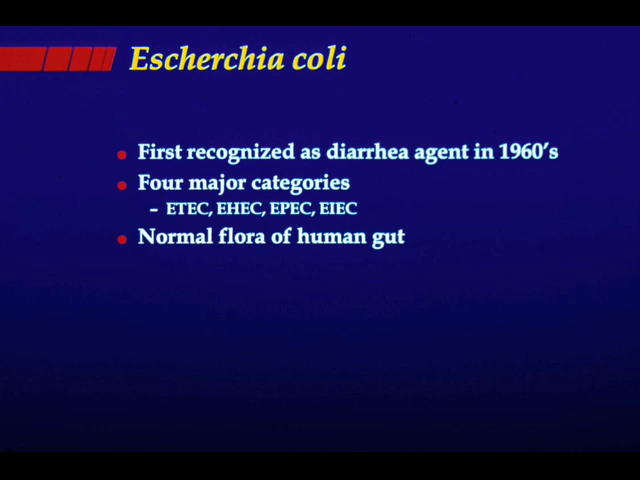 Escherchia coli
• First recognized as diarrhea agent in 1960's
• Four major categories
– ETEC, EHEC, EPEC, EIEC
• Normal flora of human gut